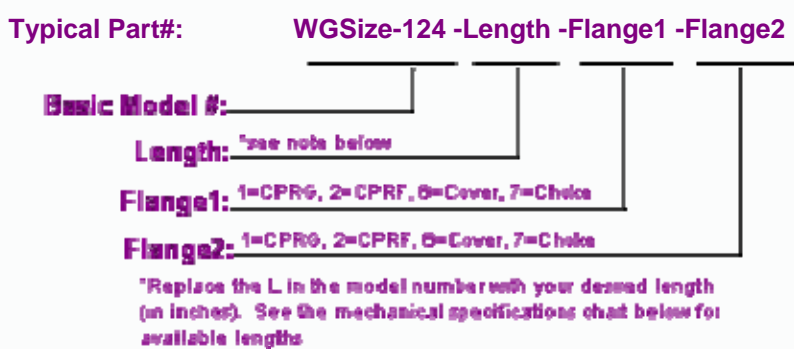 Typical Part#: WGSize-124 -Length -Flange1 -Flange2
Basic Model #:
Length: *see note below
Flange1: 1=CPRG, 2=CPRF, 6=Cover, 7=Choke
Flange2: 1=CPRG, 2=CPRF, 6=Cover, 7=Choke
*Replace the L in the model number with your desired length
(in inches). See the mechanical specifications chart below for
available lengths